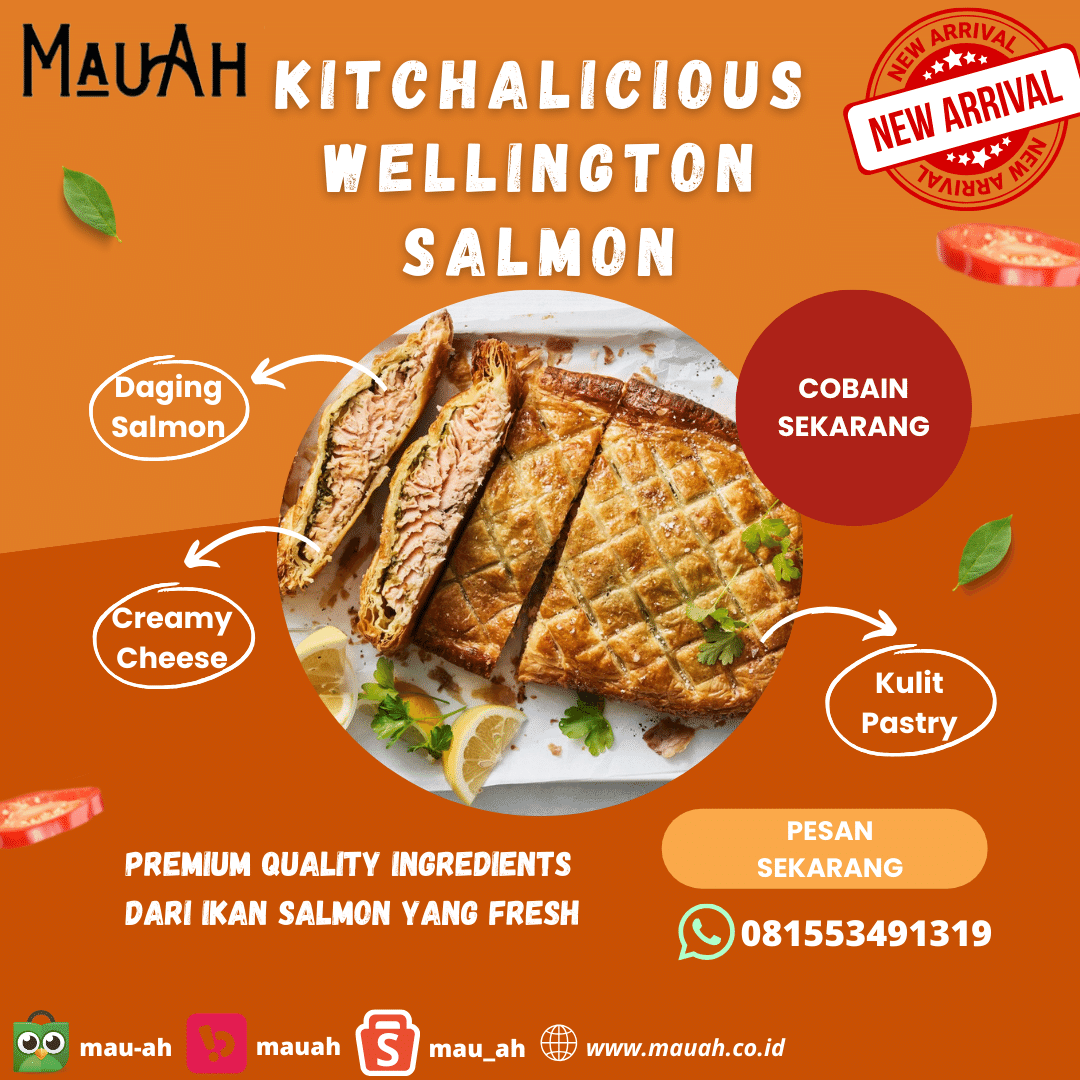 MAUAH
KITCHALICIOUS
WELLINGTON
SALMON
NEW ARRIVAL
NEW ARRIVAL
NEW ARRIVAL
Daging
Salmon
COBAIN
SEKARANG
Creamy
Cheese
Kulit
Pastry
PREMIUM QUALITY INGREDIENTS
DARI IKAN SALMON YANG FRESH
PESAN
SEKARANG
081553491319
mau-ah
mauah
S
mau_ah
www.mauah.co.id